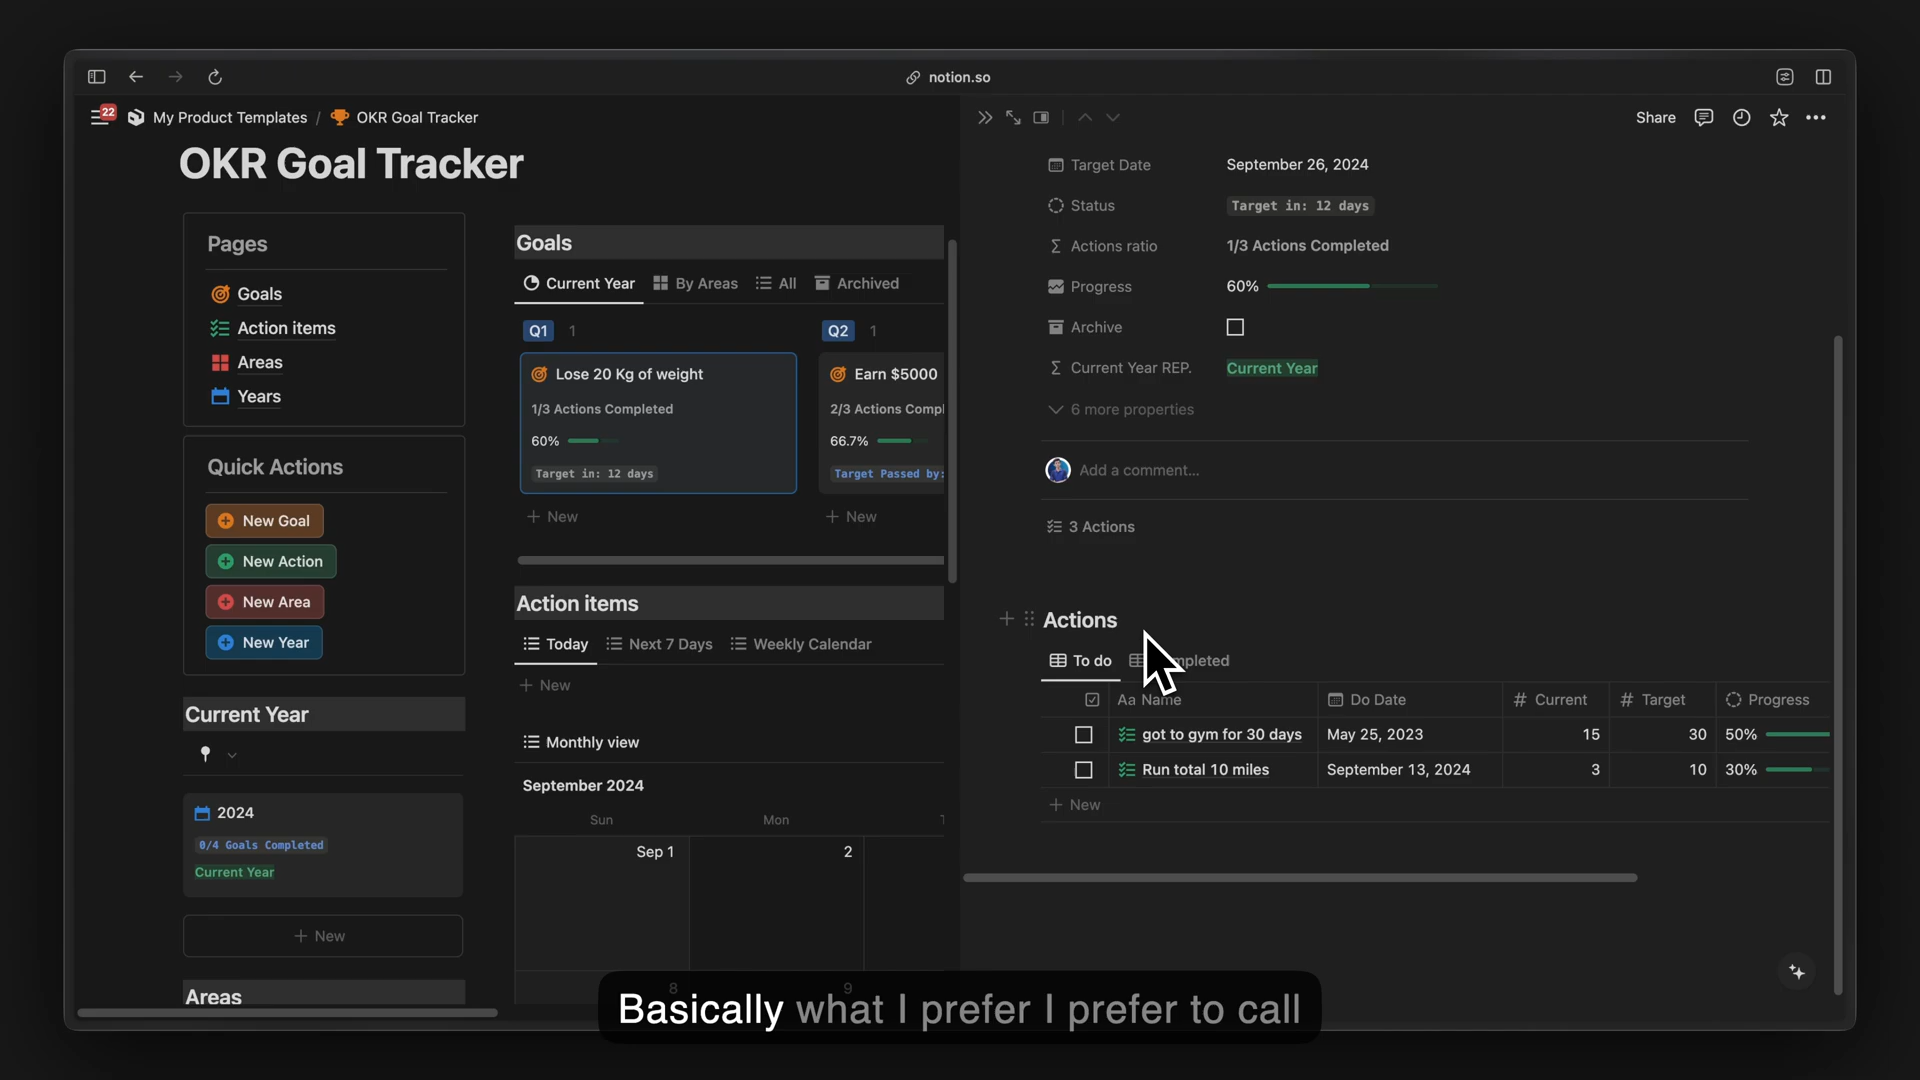 notion.so
22
My Product Templates / OKR Goal Tracker
Share
OKR Goal Tracker
Pages
Goals
Action items
Areas
Years
Quick Actions
New Goal
New Action
New Area
New Year
Current Year
2024
0/4 Goals Completed
Current Year
New
Areas
Goals
Current Year
By Areas
All
Archived
Q1 1
Lose 20 Kg of weight
1/3 Actions Completed
60%
Target in: 12 days
New
Q2 1
Earn $5000
2/3 Actions Compl
66.7%
Target Passed by:
New
Action items
Today
Next 7 Days
Weekly Calendar
New
Monthly view
September 2024
Sun Mon
Sep 1 2
8 9
Target Date September 26, 2024
Status Target in: 12 days
Actions ratio 1/3 Actions Completed
Progress 60%
Archive
Current Year REP. Current Year
6 more properties
Add a comment...
3 Actions
Actions
To do mpleted
Aa Name Do Date # Current # Target Progress
got to gym for 30 days May 25, 2023 15 30 50%
Run total 10 miles September 13, 2024 3 10 30%
New
Basically what I prefer I prefer to call